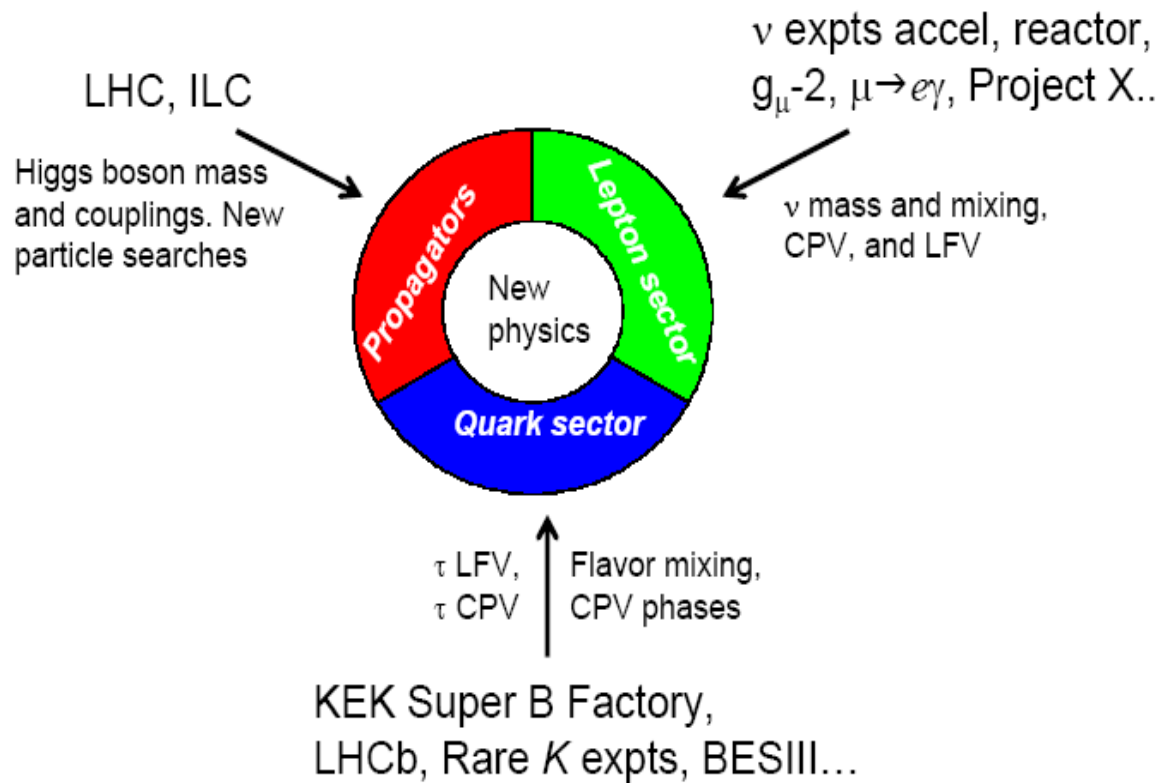 LHC, ILC
Higgs boson mass
and couplings. New
particle searches
ν expts accel, reactor,
gμ-2, μ→eγ, Project X..
ν mass and mixing,
CPV, and LFV
Propagators
Lepton sector
New
physics
Quark sector
τ LFV,
τ CPV
Flavor mixing,
CPV phases
KEK Super B Factory,
LHCb, Rare K expts, BESIII…